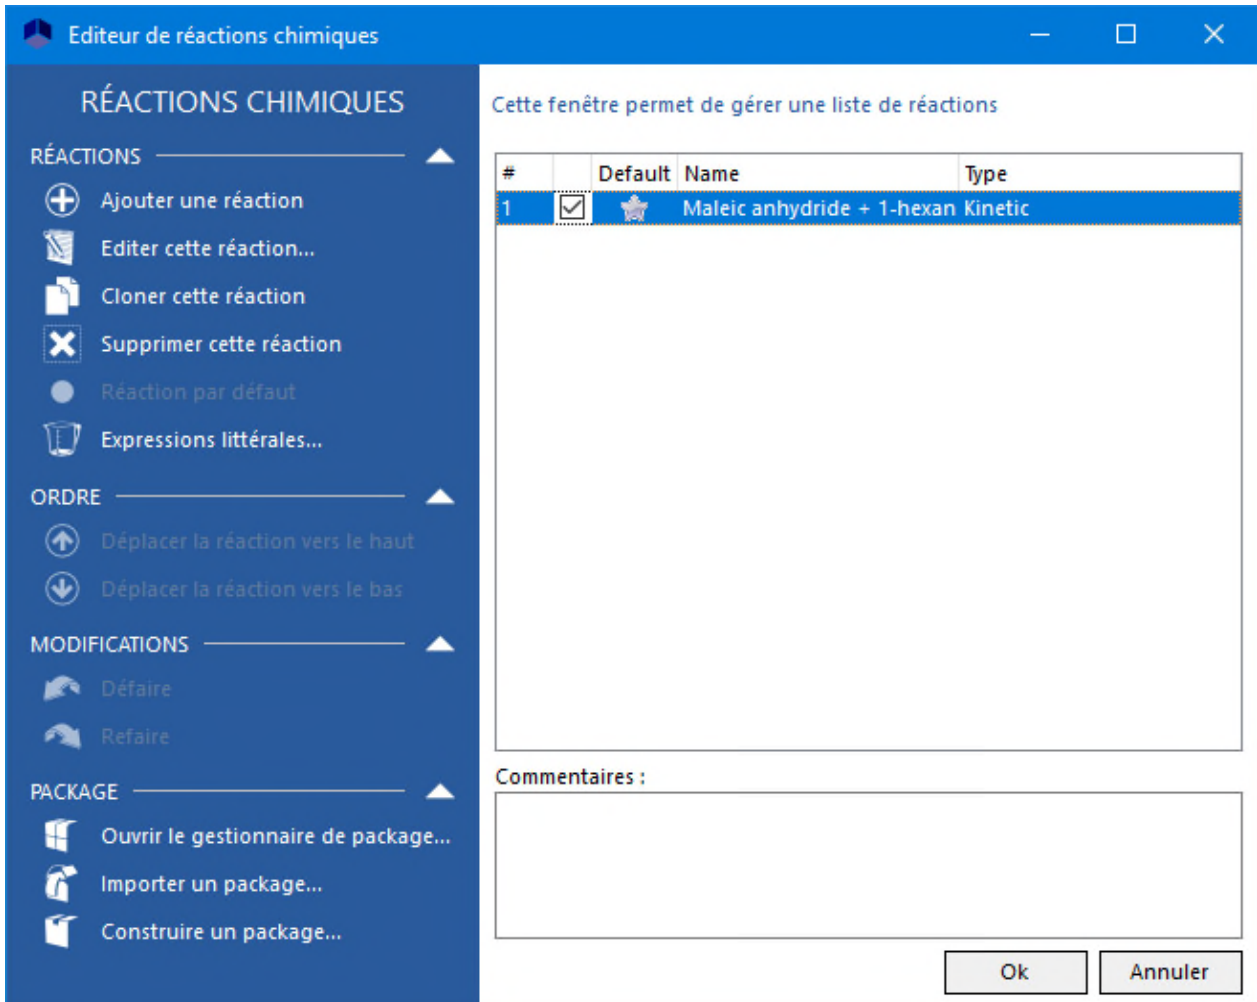 Editeur de réactions chimiques
RÉACTIONS CHIMIQUES
RÉACTIONS
Ajouter une réaction
Editer cette réaction...
Cloner cette réaction
Supprimer cette réaction
Réaction par défaut
Expressions littérales...
ORDRE
Déplacer la réaction vers le haut
Déplacer la réaction vers le bas
MODIFICATIONS
Défaire
Refaire
PACKAGE
Ouvrir le gestionnaire de package...
Importer un package...
Construire un package...
Cette fenêtre permet de gérer une liste de réactions
# Default Name Type
1 Maleic anhydride + 1-hexan Kinetic
Commentaires :
Ok Annuler